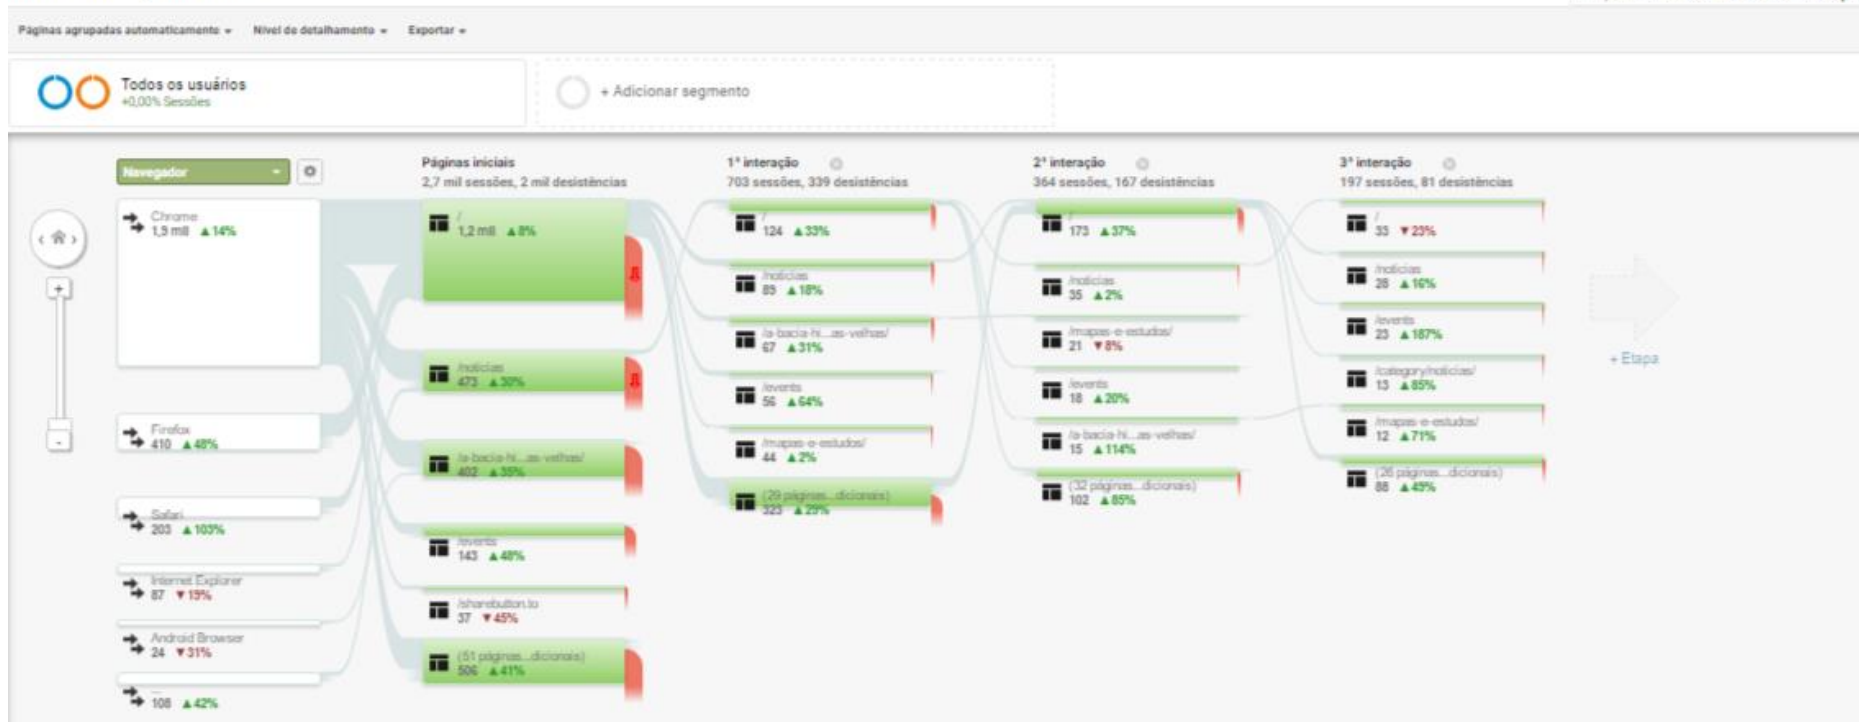 Páginas agrupadas automaticamente
Nível de detalhamento
Exportar
Todos os usuários
+0,00% Sessões
+ Adicionar segmento
Navegador
Chrome
1,9 mil ▲14%
Firefox
410 ▲48%
Safari
203 ▲103%
Internet Explorer
87 ▼19%
Android Browser
24 ▼31%
...
108 ▲42%
Páginas iniciais
2,7 mil sessões, 2 mil desistências
/
1,2 mil ▲8%
/noticias
473 ▲30%
/a-bacia-hi...as-velhas/
402 ▲35%
/events
143 ▲48%
/sharebutton.to
37 ▼45%
(51 páginas...dicionais)
506 ▲41%
1ª interação
703 sessões, 339 desistências
/
124 ▲33%
/noticias
89 ▲18%
/a-bacia-hi...as-velhas/
67 ▲31%
/events
56 ▲64%
/mapas-e-estudos/
44 ▲2%
(29 páginas...dicionais)
323 ▲29%
2ª interação
364 sessões, 167 desistências
/
173 ▲37%
/noticias
35 ▲2%
/mapas-e-estudos/
21 ▼8%
/events
18 ▲20%
/a-bacia-hi...as-velhas/
15 ▲114%
(32 páginas...dicionais)
102 ▲85%
3ª interação
197 sessões, 81 desistências
/
33 ▼23%
/noticias
28 ▲16%
/events
23 ▲187%
/category/noticias/
13 ▲85%
/mapas-e-estudos/
12 ▲71%
(26 páginas...dicionais)
88 ▲49%
+ Etapa